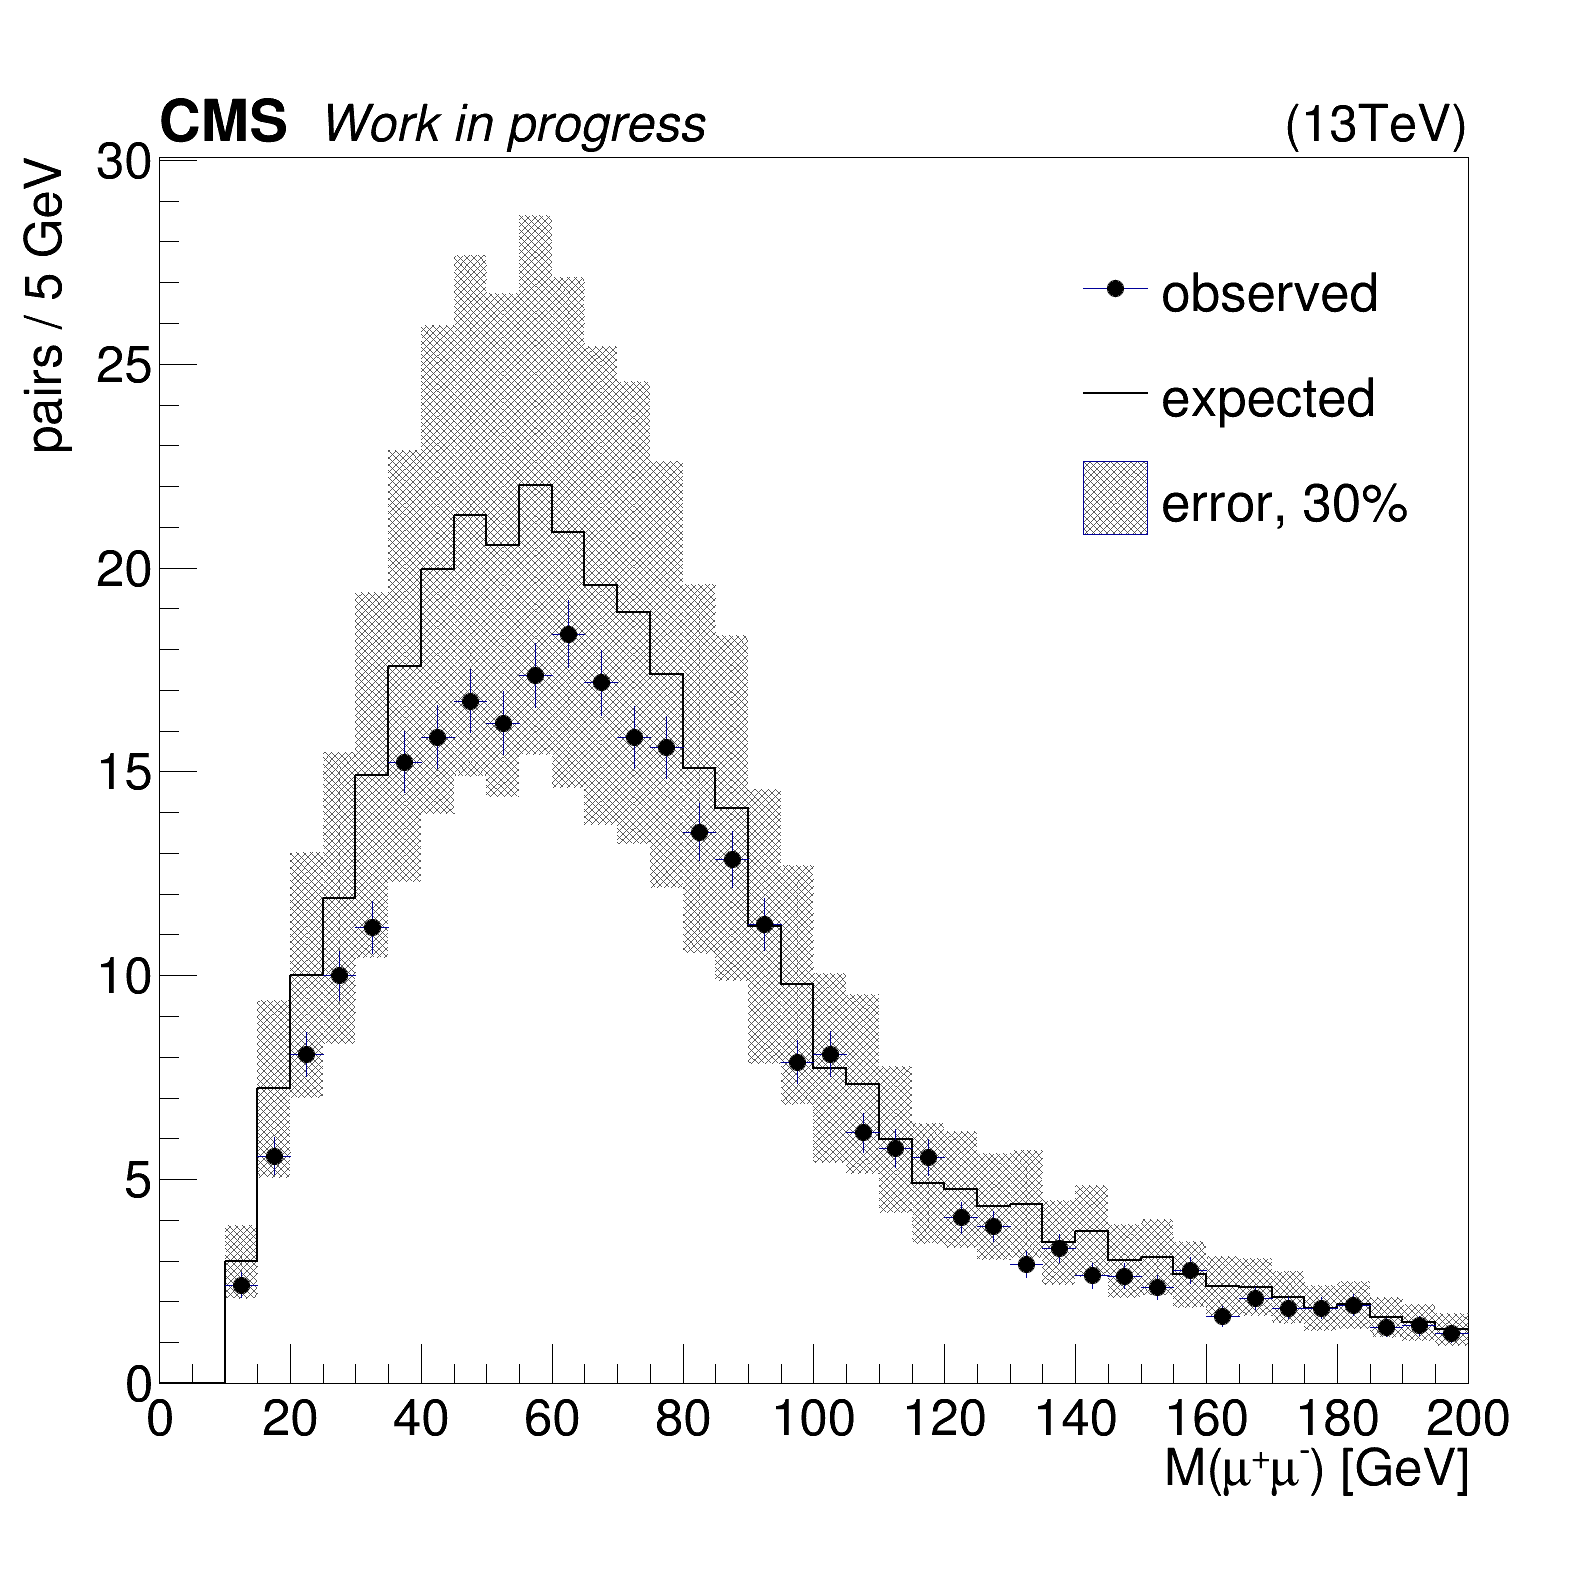 CMS Work in progress (13TeV)
pairs / 5 GeV
30
25
20
15
10
5
0
observed
expected
error, 30%
0 20 40 60 80 100 120 140 160 180 200
M(μ⁺μ⁻) [GeV]